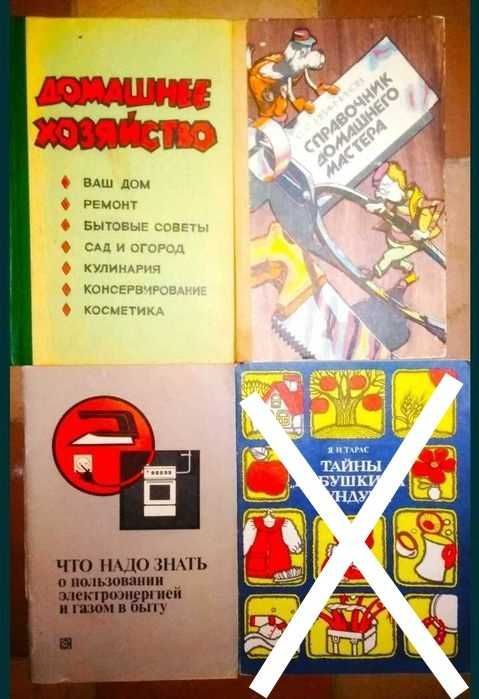 ДОМАШНЕЕ
ХОЗЯЙСТВО
ВАШ ДОМ
РЕМОНТ
БЫТОВЫЕ СОВЕТЫ
САД И ОГОРОД
КУЛИНАРИЯ
КОНСЕРВИРОВАНИЕ
КОСМЕТИКА
СПРАВОЧНИК
ДОМАШНЕГО
МАСТЕРА
ЧТО НАДО ЗНАТЬ
о пользовании
электроэнергией
и газом в быту
Я И ТАРАС
ТАЙНЫ